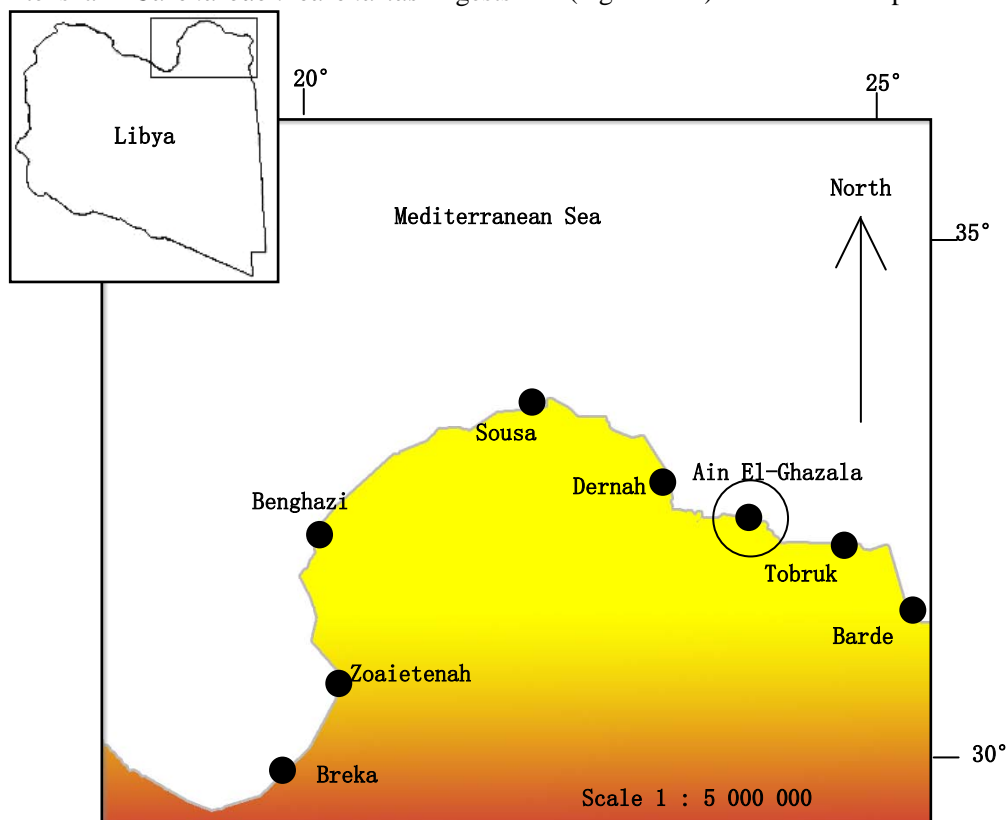 20°
25°
Libya
North
Mediterranean Sea
35°
Sousa
Ain El-Ghazala
Dernah
Benghazi
Tobruk
Barde
Zoaietenah
30°
Breka
Scale 1 : 5 000 000